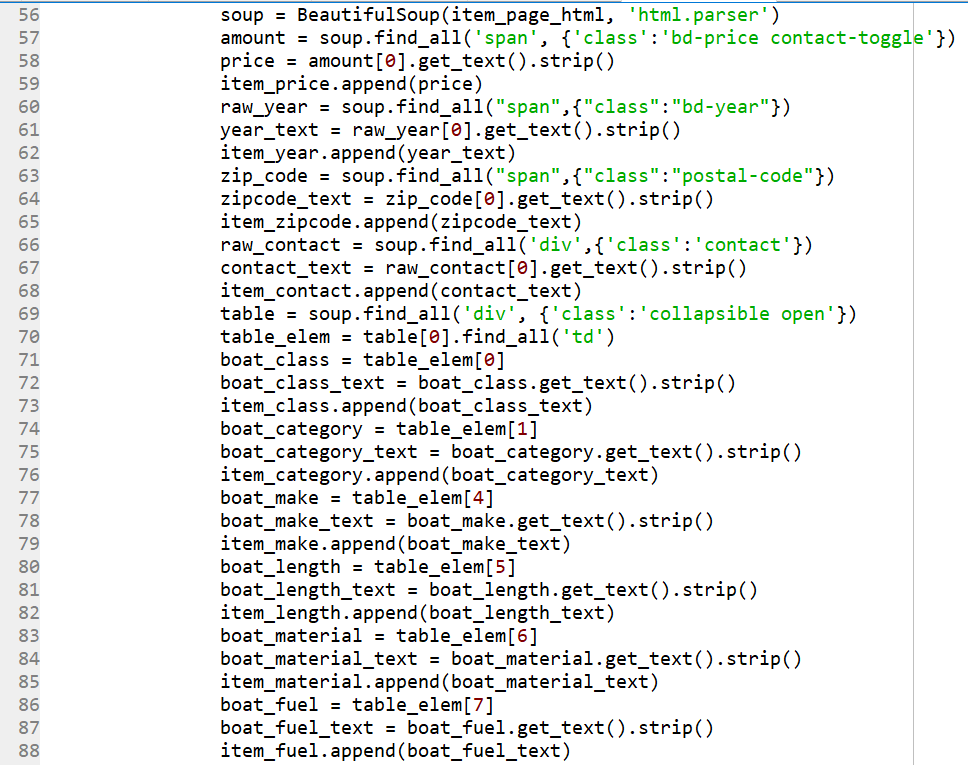 56 soup = BeautifulSoup(item_page_html, 'html.parser')
57 amount = soup.find_all('span', {'class':'bd-price contact-toggle'})
58 price = amount[0].get_text().strip()
59 item_price.append(price)
60 raw_year = soup.find_all("span",{"class":"bd-year"})
61 year_text = raw_year[0].get_text().strip()
62 item_year.append(year_text)
63 zip_code = soup.find_all("span",{"class":"postal-code"})
64 zipcode_text = zip_code[0].get_text().strip()
65 item_zipcode.append(zipcode_text)
66 raw_contact = soup.find_all('div',{'class':'contact'})
67 contact_text = raw_contact[0].get_text().strip()
68 item_contact.append(contact_text)
69 table = soup.find_all('div', {'class':'collapsible open'})
70 table_elem = table[0].find_all('td')
71 boat_class = table_elem[0]
72 boat_class_text = boat_class.get_text().strip()
73 item_class.append(boat_class_text)
74 boat_category = table_elem[1]
75 boat_category_text = boat_category.get_text().strip()
76 item_category.append(boat_category_text)
77 boat_make = table_elem[4]
78 boat_make_text = boat_make.get_text().strip()
79 item_make.append(boat_make_text)
80 boat_length = table_elem[5]
81 boat_length_text = boat_length.get_text().strip()
82 item_length.append(boat_length_text)
83 boat_material = table_elem[6]
84 boat_material_text = boat_material.get_text().strip()
85 item_material.append(boat_material_text)
86 boat_fuel = table_elem[7]
87 boat_fuel_text = boat_fuel.get_text().strip()
88 item_fuel.append(boat_fuel_text)